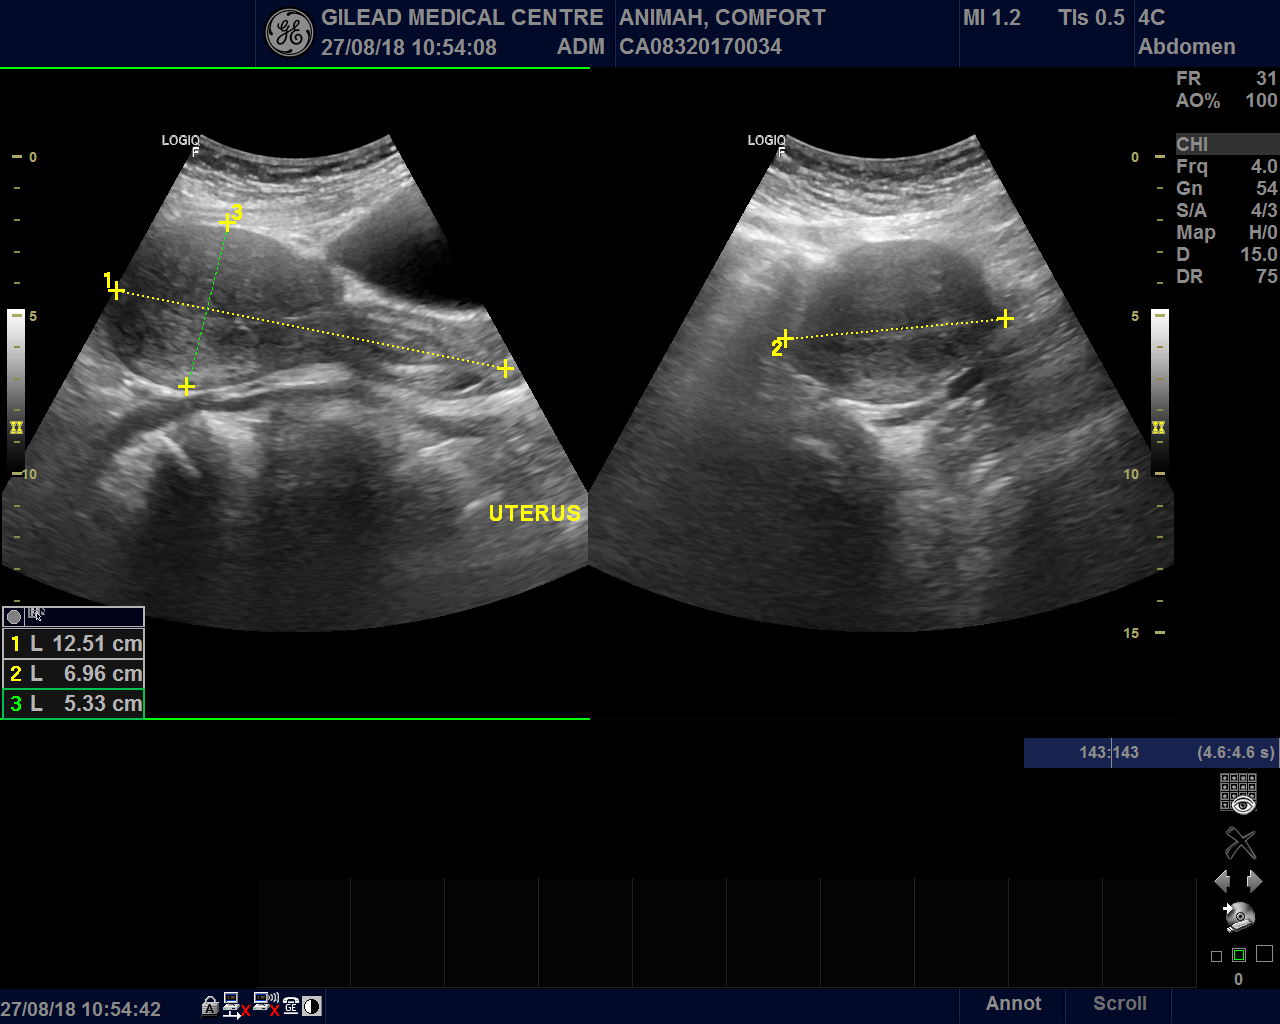 GILEAD MEDICAL CENTRE
27/08/18 10:54:08 ADM
ANIMAH, COMFORT
CA08320170034
MI 1.2 TIs 0.5
4C
Abdomen
FR 31
AO% 100
CHI
Frq 4.0
Gn 54
S/A 4/3
Map H/0
D 15.0
DR 75
LOGIQ
F
LOGIQ
F
0
5
10
0
5
10
15
1
3
2
UTERUS
1 L 12.51 cm
2 L 6.96 cm
3 L 5.33 cm
143:143 (4.6:4.6 s)
0
27/08/18 10:54:42
A
GE
Annot
Scroll